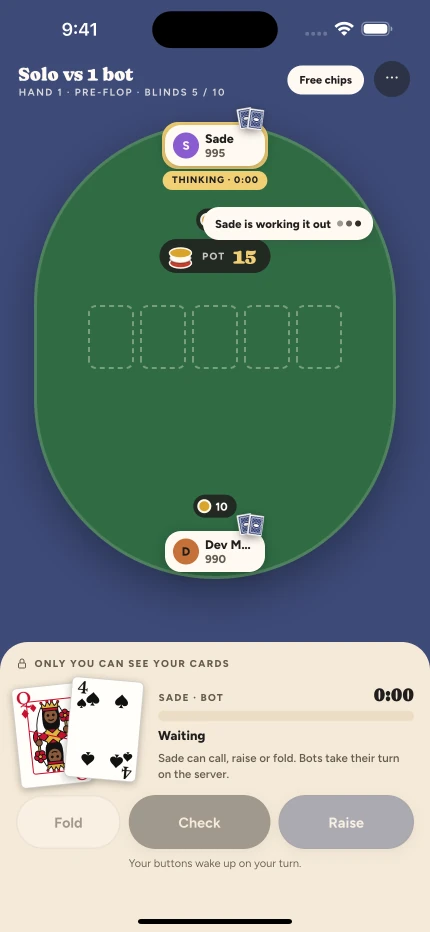 9:41
Solo vs 1 bot
HAND 1 · PRE-FLOP · BLINDS 5 / 10
Free chips
S
Sade
995
THINKING · 0:00
Sade is working it out
POT 15
10
D
Dev M...
990
ONLY YOU CAN SEE YOUR CARDS
Q
4
4
SADE · BOT
0:00
Waiting
Sade can call, raise or fold. Bots take their turn
on the server.
Fold
Check
Raise
Your buttons wake up on your turn.